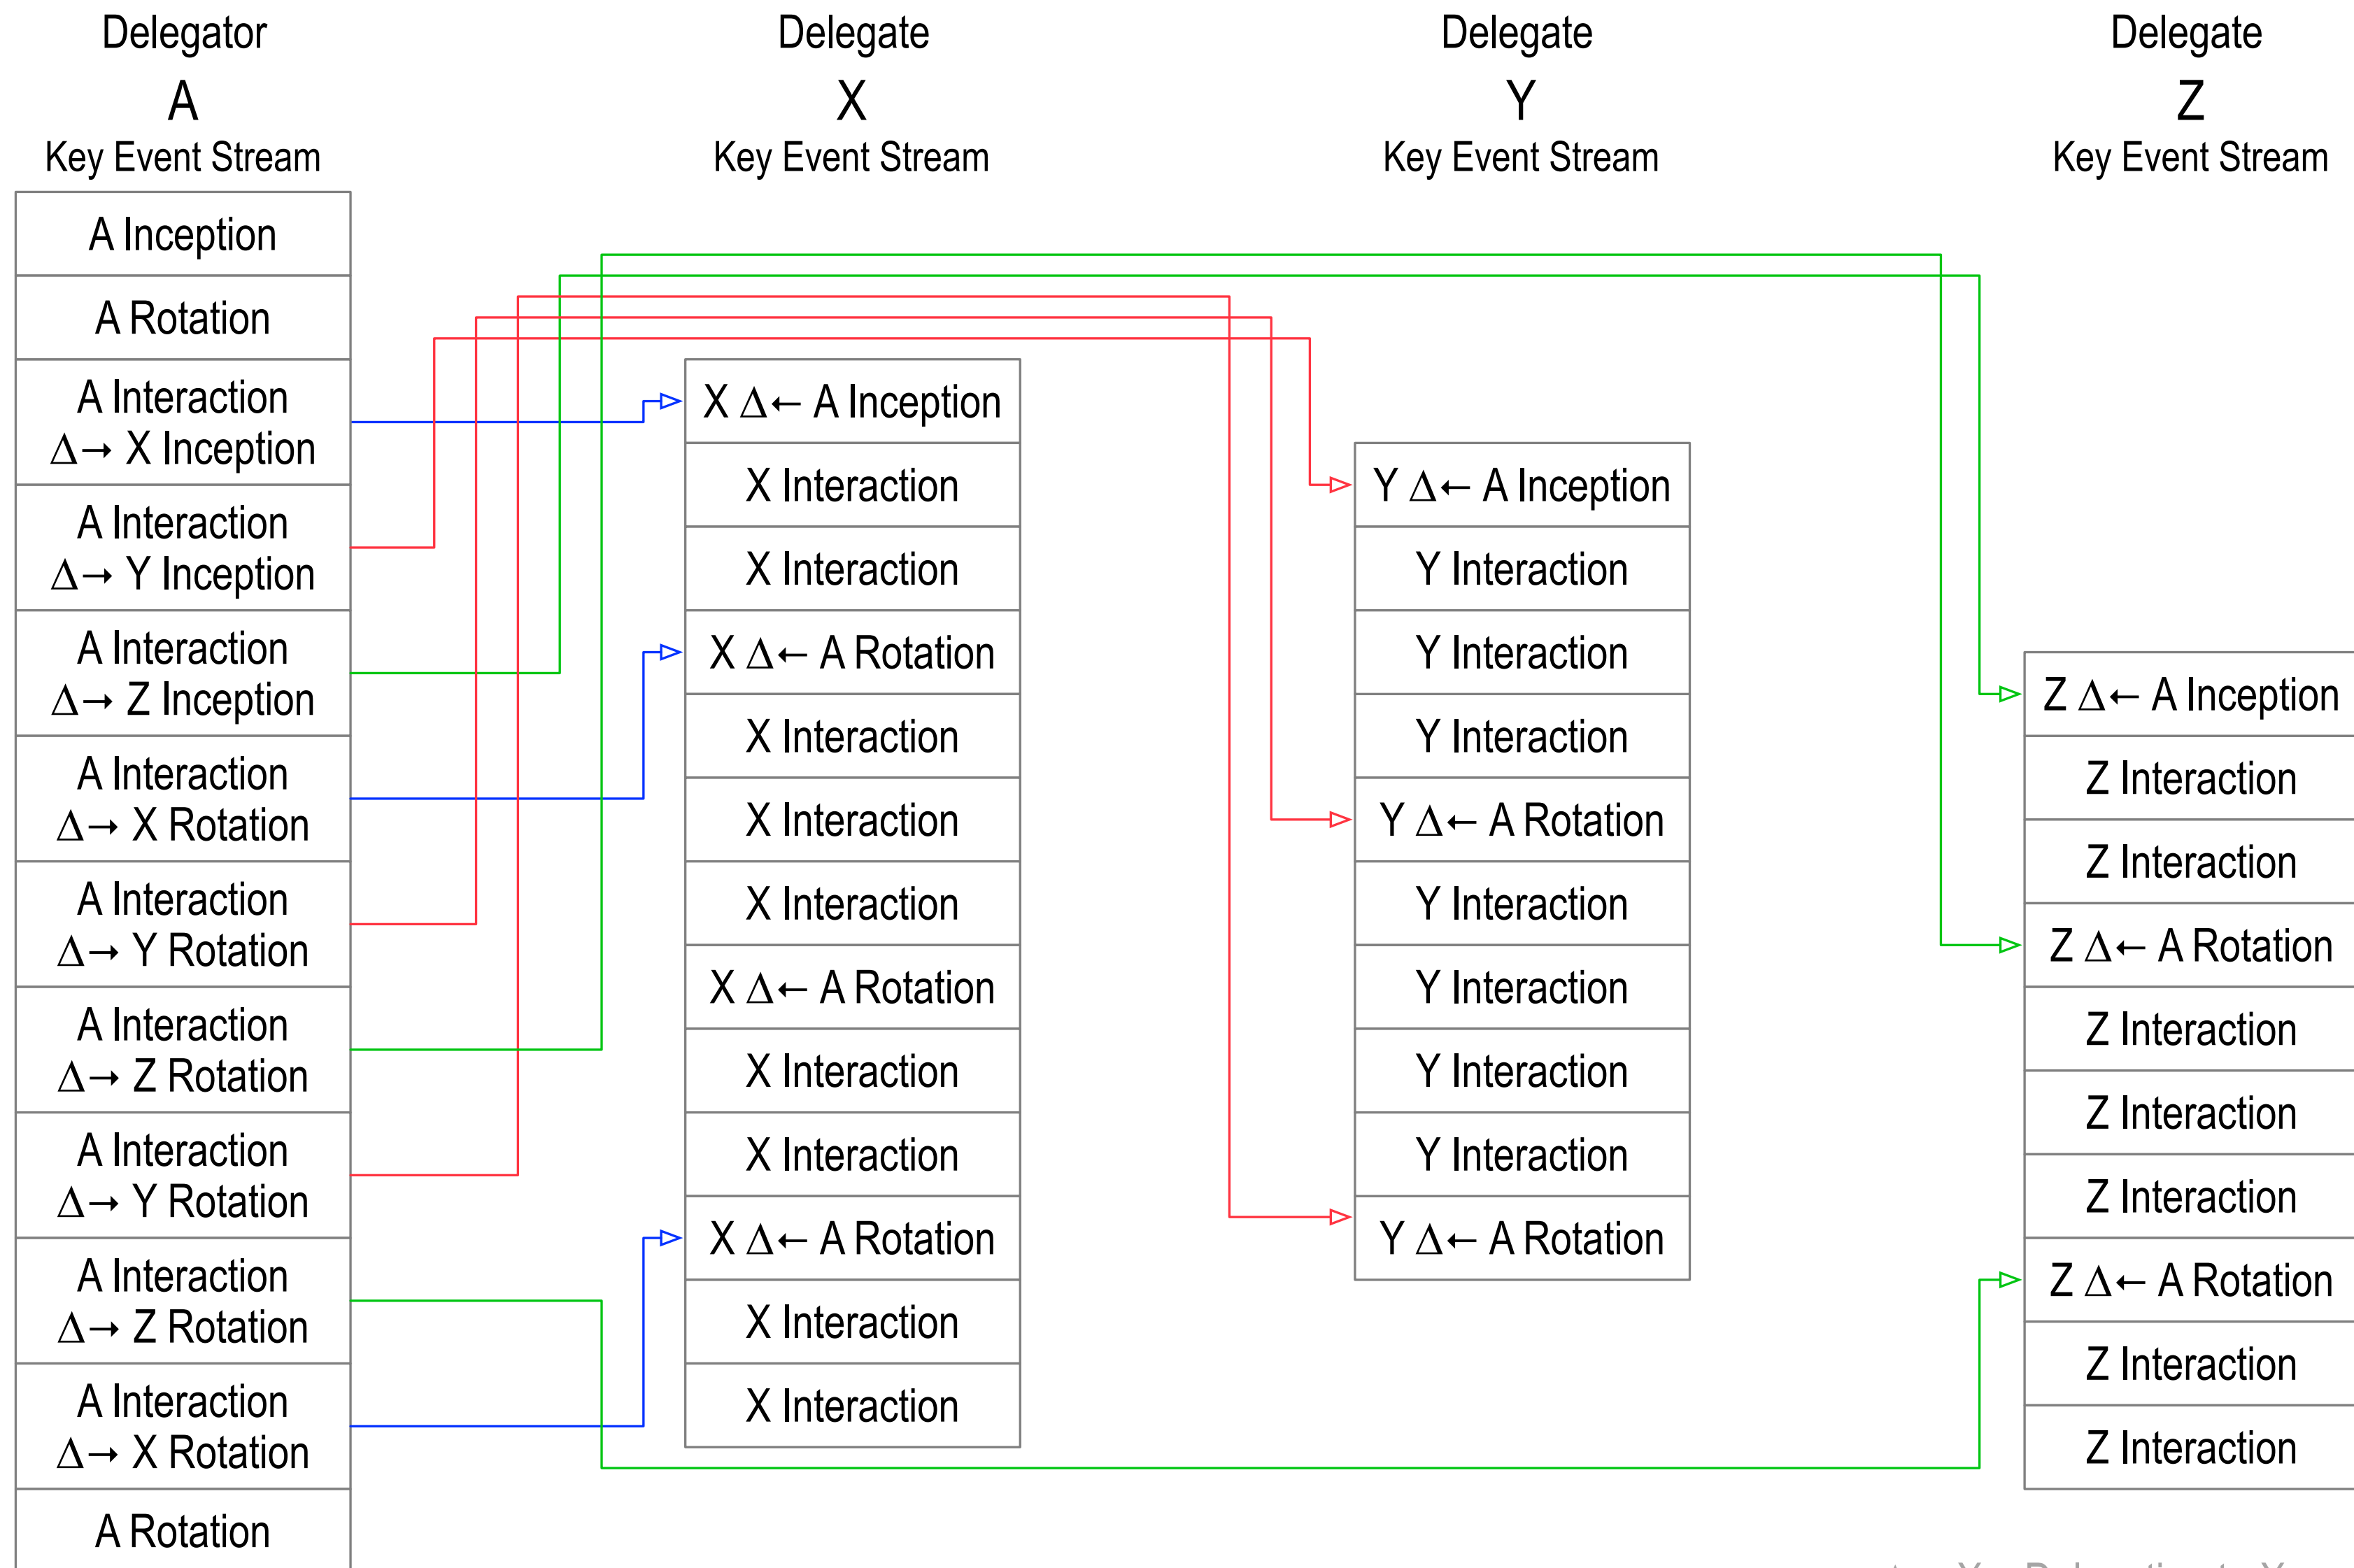 Delegator
A
Key Event Stream
A Inception
A Rotation
A Interaction
Δ→ X Inception
A Interaction
Δ→ Y Inception
A Interaction
Δ→ Z Inception
A Interaction
Δ→ X Rotation
A Interaction
Δ→ Y Rotation
A Interaction
Δ→ Z Rotation
A Interaction
Δ→ Y Rotation
A Interaction
Δ→ Z Rotation
A Interaction
Δ→ X Rotation
A Rotation
Delegate
X
Key Event Stream
X Δ← A Inception
X Interaction
X Interaction
X Δ← A Rotation
X Interaction
X Interaction
X Interaction
X Δ← A Rotation
X Interaction
X Interaction
X Δ← A Rotation
X Interaction
X Interaction
Delegate
Y
Key Event Stream
Y Δ← A Inception
Y Interaction
Y Interaction
Y Interaction
Y Δ← A Rotation
Y Interaction
Y Interaction
Y Interaction
Y Interaction
Y Δ← A Rotation
Delegate
Z
Key Event Stream
Z Δ← A Inception
Z Interaction
Z Interaction
Z Δ← A Rotation
Z Interaction
Z Interaction
Z Interaction
Z Δ← A Rotation
Z Interaction
Z Interaction